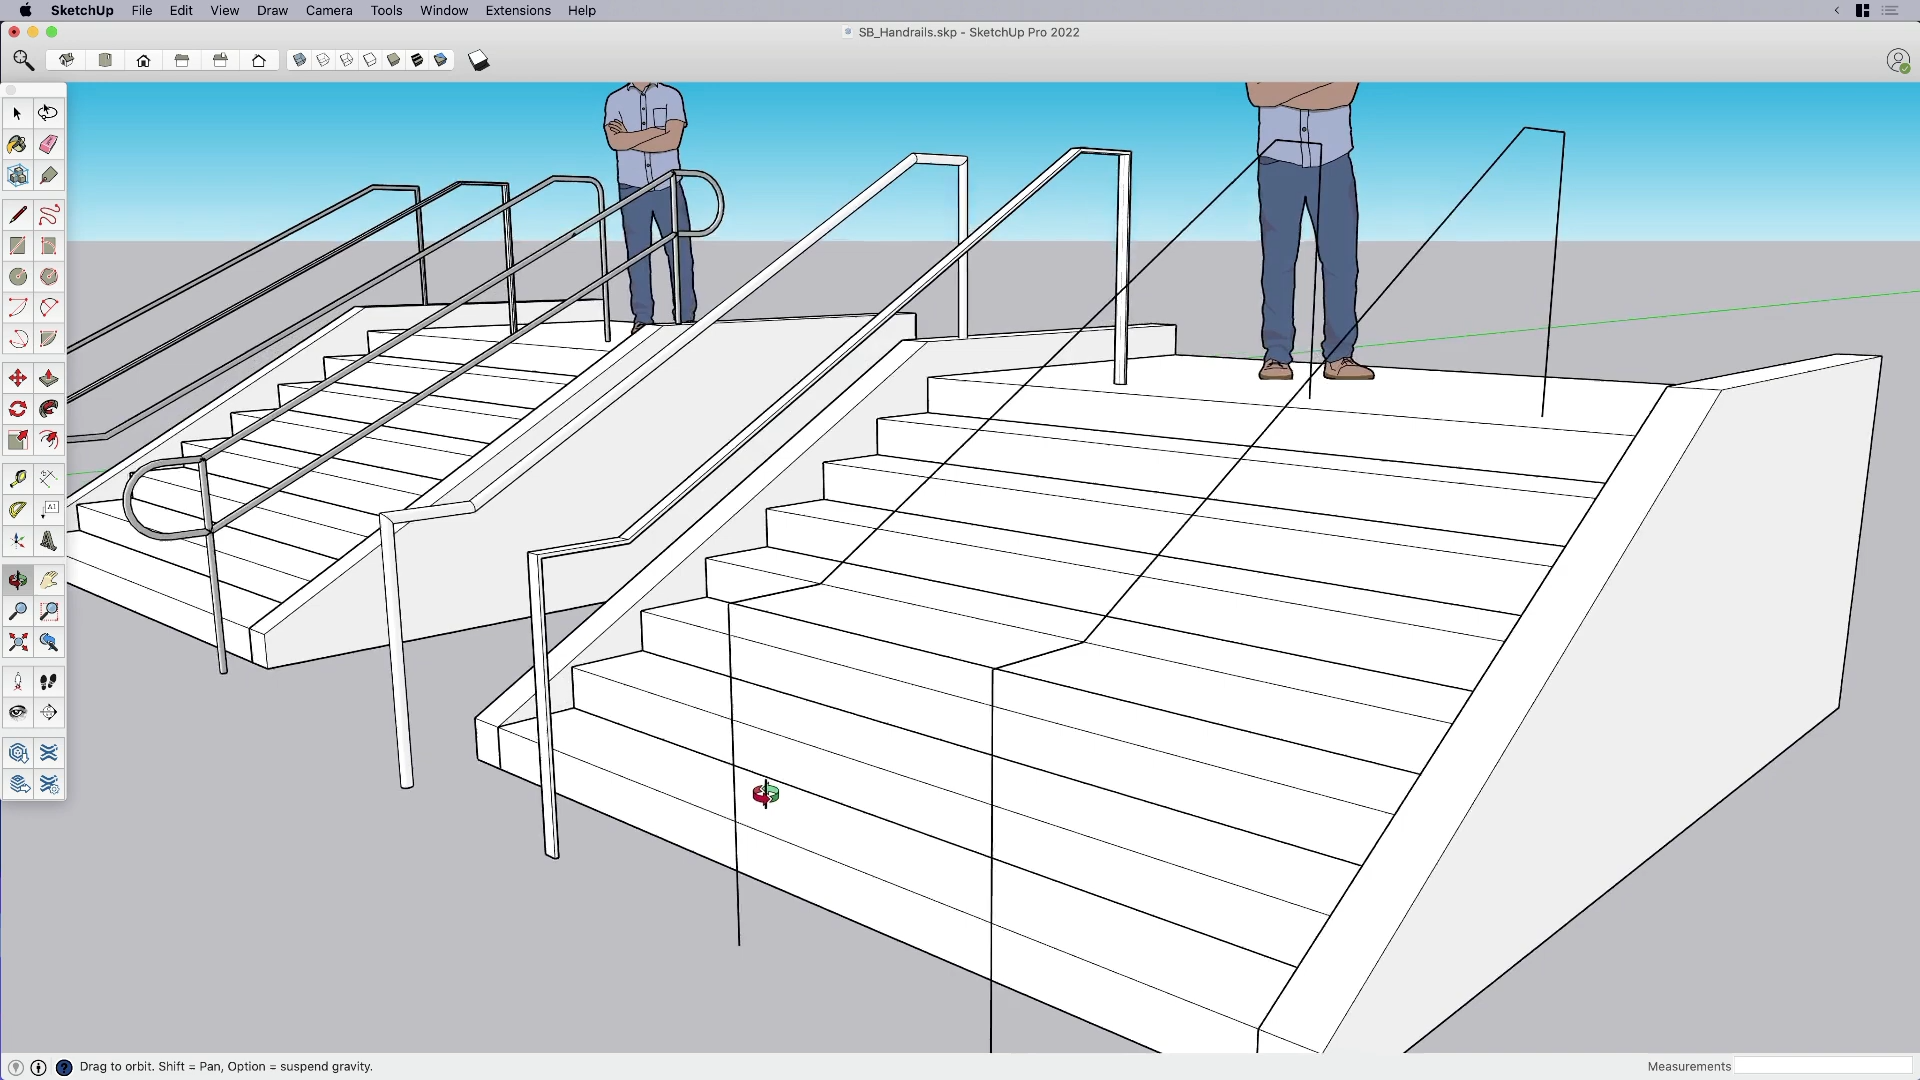 SketchUp File Edit View Draw Camera Tools Window Extensions Help
SB_Handrails.skp - SketchUp Pro 2022
A1
Drag to orbit. Shift = Pan, Option = suspend gravity.
Measurements